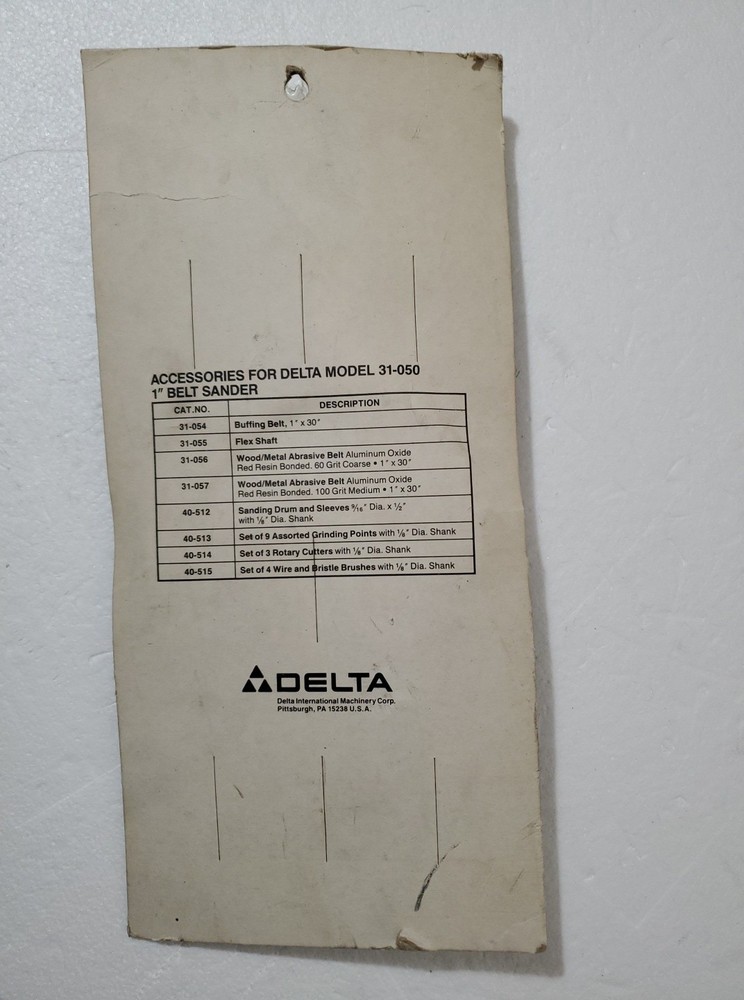 ACCESSORIES FOR DELTA MODEL 31-050
1" BELT SANDER
CAT.NO. DESCRIPTION
31-054 Buffing Belt, 1" x 30"
31-055 Flex Shaft
31-056 Wood/Metal Abrasive Belt Aluminum Oxide
Red Resin Bonded. 60 Grit Coarse • 1" x 30"
31-057 Wood/Metal Abrasive Belt Aluminum Oxide
Red Resin Bonded. 100 Grit Medium • 1" x 30"
40-512 Sanding Drum and Sleeves 9/16" Dia. x 1/2"
with 1/8" Dia. Shank
40-513 Set of 9 Assorted Grinding Points with 1/8" Dia. Shank
40-514 Set of 3 Rotary Cutters with 1/8" Dia. Shank
40-515 Set of 4 Wire and Bristle Brushes with 1/8" Dia. Shank
DELTA
Delta International Machinery Corp.
Pittsburgh, PA 15238 U.S.A.